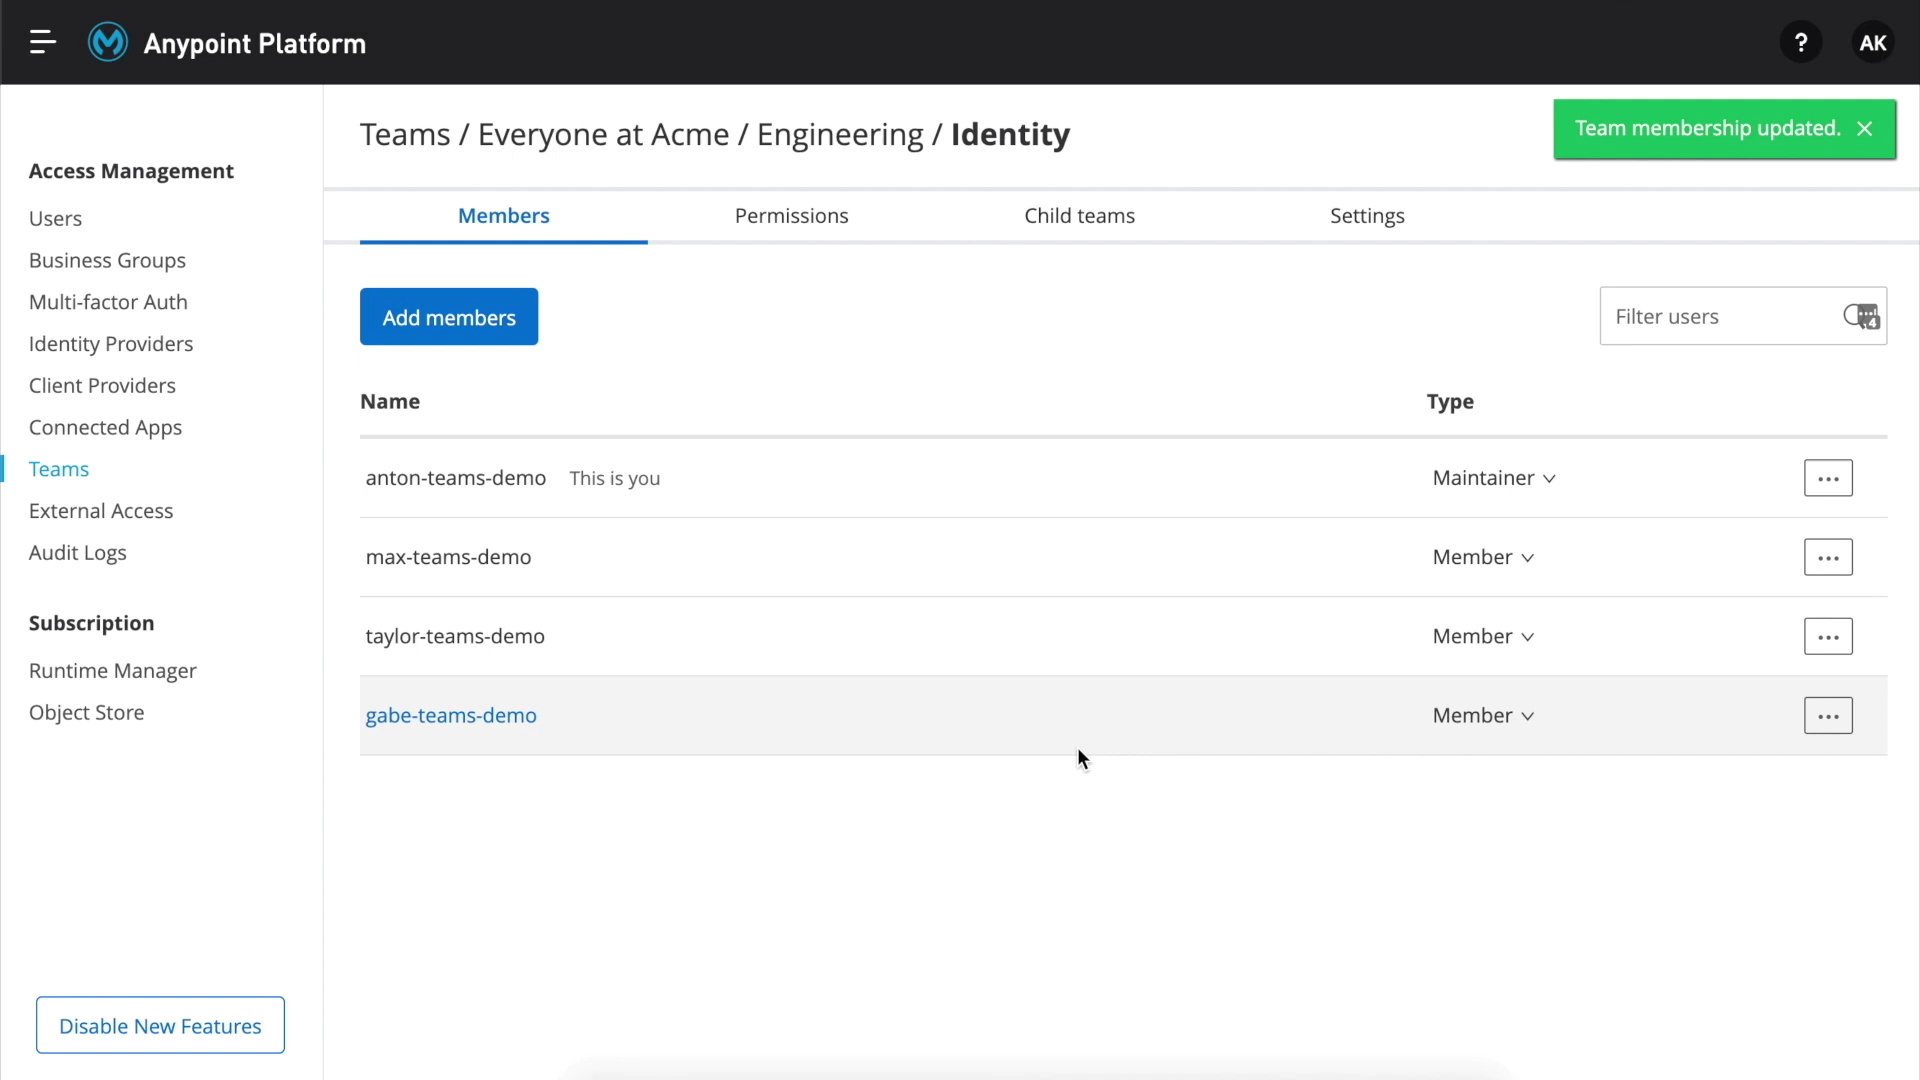 Anypoint Platform
?
AK
Teams / Everyone at Acme / Engineering / Identity
Team membership updated.
Access Management
Users
Business Groups
Multi-factor Auth
Identity Providers
Client Providers
Connected Apps
Teams
External Access
Audit Logs
Subscription
Runtime Manager
Object Store
Disable New Features
Members Permissions Child teams Settings
Add members
Filter users
4
Name Type
anton-teams-demo This is you Maintainer
max-teams-demo Member
taylor-teams-demo Member
gabe-teams-demo Member